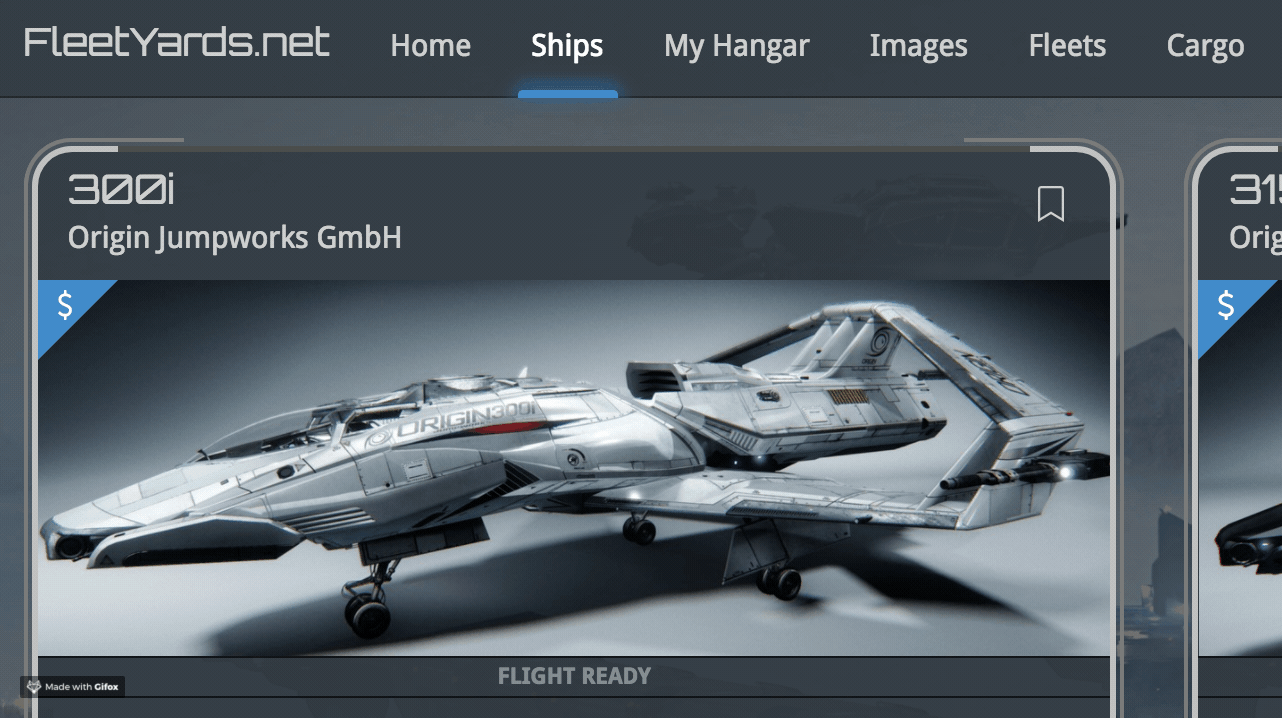 FleetYards.net Home Ships My Hangar Images Fleets Cargo
300i
Origin Jumpworks GmbH
$
ORIGIN300i
FLIGHT READY
315
Orig
$
Made with Gifox